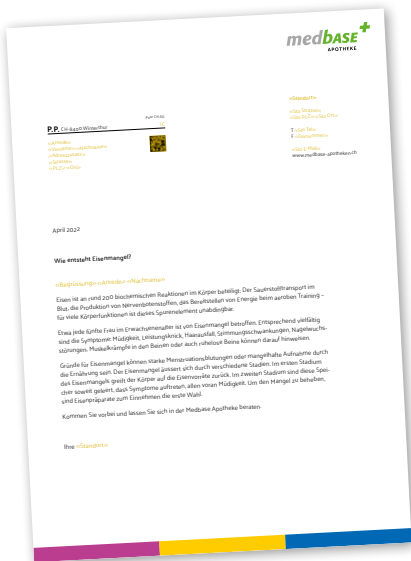 medbase
APOTHEKE
«Standort»
«Sta Strasse»
«Sta PLZ» «Sta Ort»
T «Ort Tel»
www.medbase-apotheken.ch
P.P. CH-8400 Winterthur
«Anrede»
«Vorname» «Nachname»
«Adresse»
«PLZ» «Ort»
April 2022
Wie entsteht Eisenmangel?
«Begrüssung» «Anrede» «Nachname»
Eisen ist an rund 200 biochemischen Reaktionen im Körper beteiligt: Der Sauerstofftransport im
Blut, die Produktion von Nervenbotenstoffen, das Bereitstellen von Energie beim aeroben Training –
für viele Körperfunktionen ist dieses Spurenelement unabdingbar.
Etwa jede fünfte Frau im Erwachsenenalter ist von Eisenmangel betroffen. Entsprechend vielfältig
sind die Symptome: Müdigkeit, Leistungsknick, Haarausfall, Stimmungsschwankungen, Nagelwuchs-
störungen, Muskelkrämpfe in den Beinen oder auch ruhelose Beine können darauf hinweisen.
Gründe für Eisenmangel können starke Menstruationsblutungen oder mangelhafte Aufnahme durch
die Ernährung sein. Der Eisenmangel äussert sich durch verschiedene Stadien. Im ersten Stadium
des Eisenmangels greift der Körper auf die Eisenvorräte zurück. Im zweiten Stadium sind diese Spei-
cher soweit geleert, dass Symptome auftreten, allen voran Müdigkeit. Um den Mangel zu beheben,
sind Eisenpräparate zum Einnehmen die erste Wahl.
Kommen Sie vorbei und lassen Sie sich in der Medbase Apotheke beraten.
Ihre «Standort»